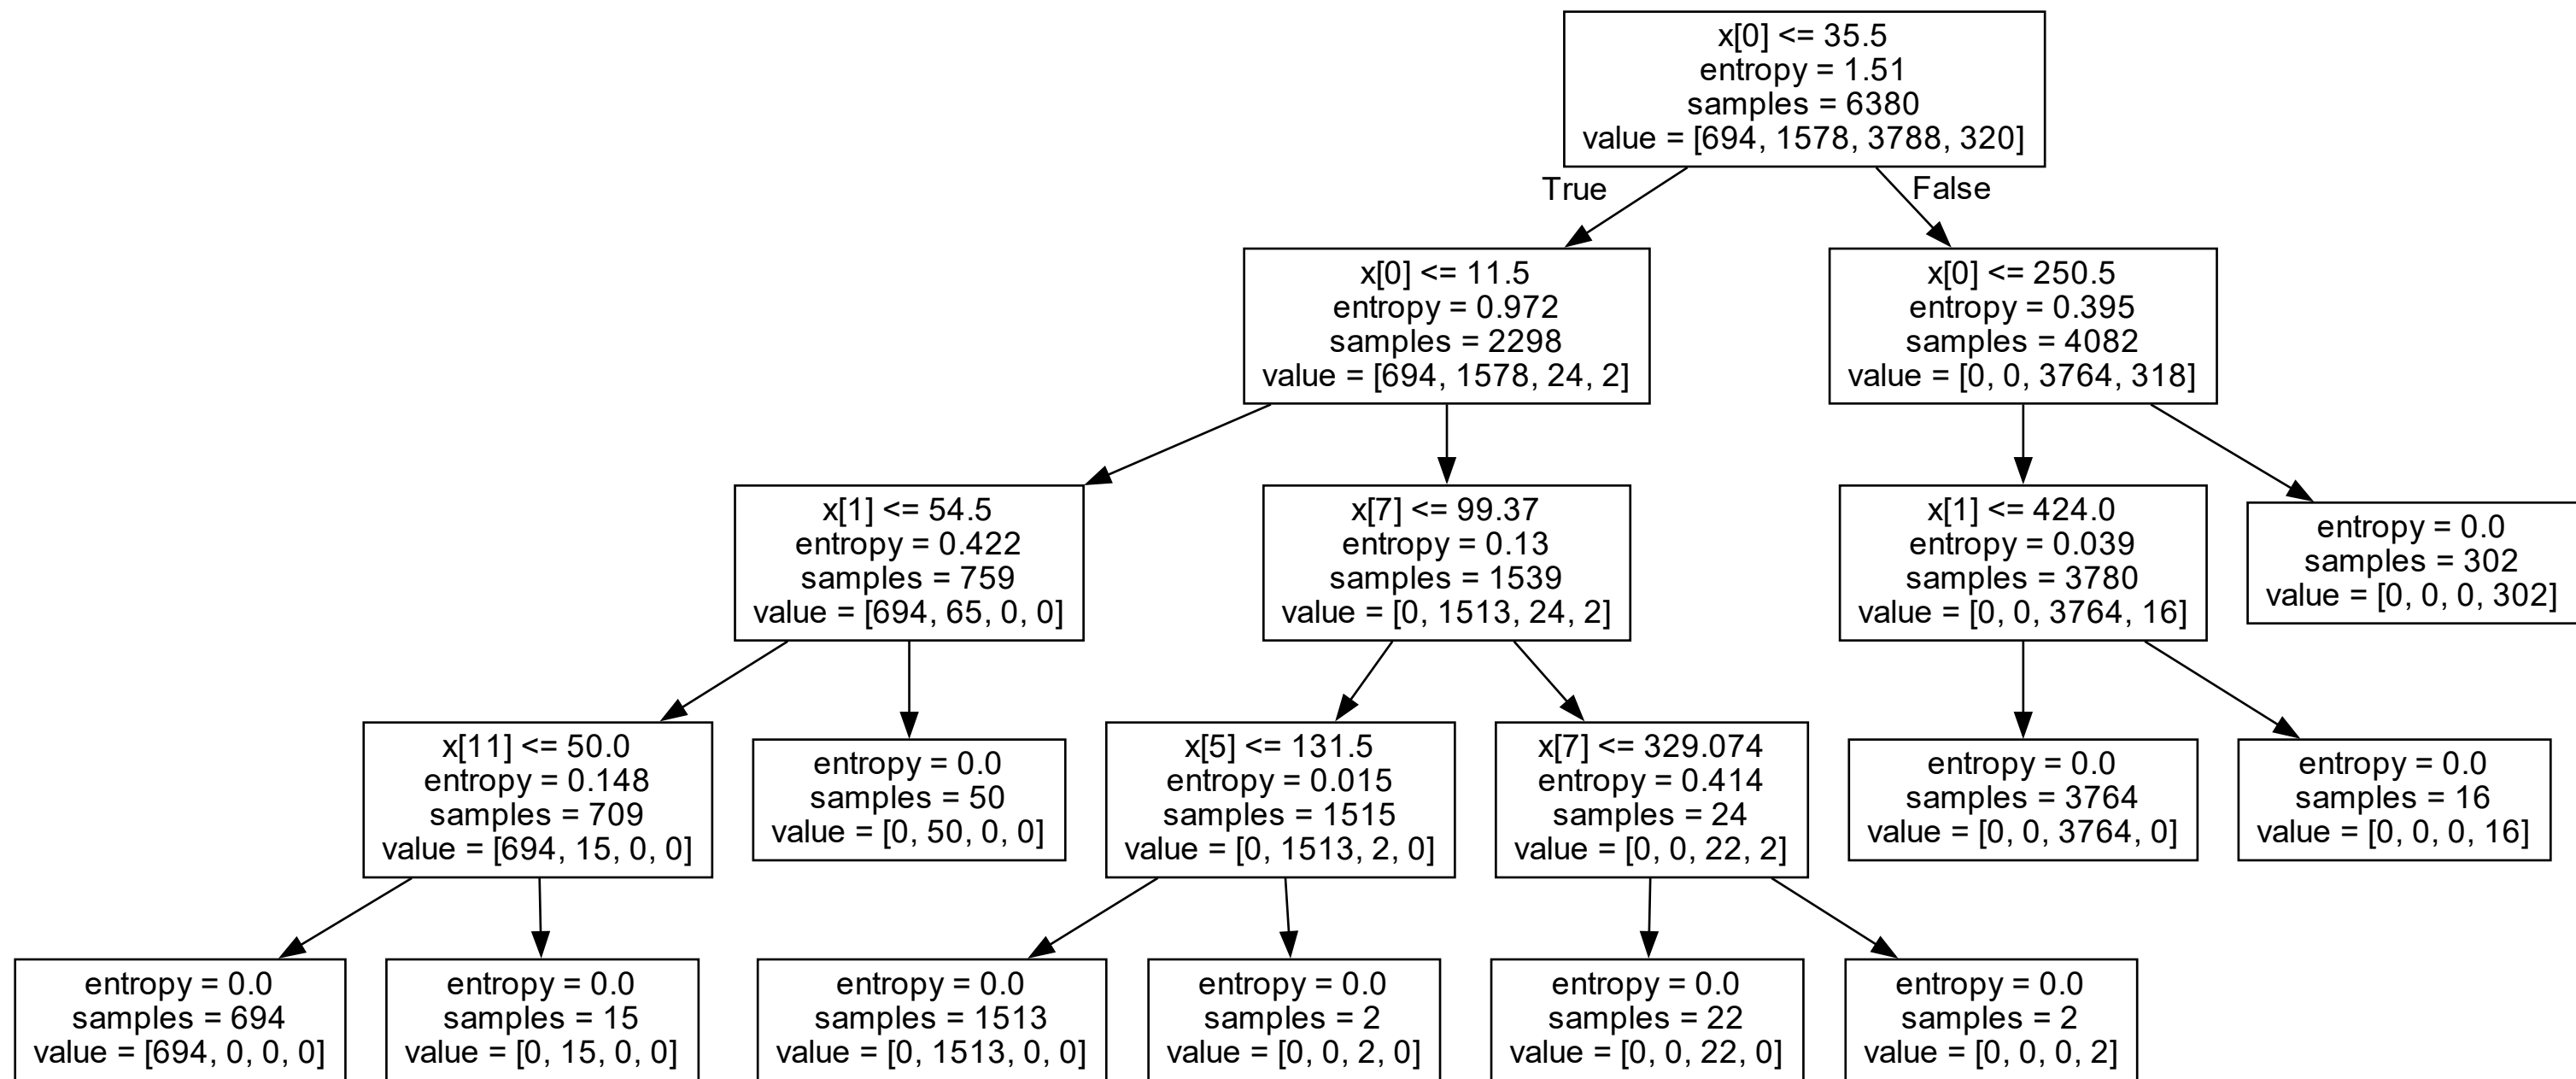 x[0] <= 35.5
entropy = 1.51
samples = 6380
value = [694, 1578, 3788, 320]
True
False
x[0] <= 11.5
entropy = 0.972
samples = 2298
value = [694, 1578, 24, 2]
x[0] <= 250.5
entropy = 0.395
samples = 4082
value = [0, 0, 3764, 318]
x[1] <= 54.5
entropy = 0.422
samples = 759
value = [694, 65, 0, 0]
x[7] <= 99.37
entropy = 0.13
samples = 1539
value = [0, 1513, 24, 2]
x[1] <= 424.0
entropy = 0.039
samples = 3780
value = [0, 0, 3764, 16]
entropy = 0.0
samples = 302
value = [0, 0, 0, 302]
x[11] <= 50.0
entropy = 0.148
samples = 709
value = [694, 15, 0, 0]
entropy = 0.0
samples = 50
value = [0, 50, 0, 0]
x[5] <= 131.5
entropy = 0.015
samples = 1515
value = [0, 1513, 2, 0]
x[7] <= 329.074
entropy = 0.414
samples = 24
value = [0, 0, 22, 2]
entropy = 0.0
samples = 3764
value = [0, 0, 3764, 0]
entropy = 0.0
samples = 16
value = [0, 0, 0, 16]
entropy = 0.0
samples = 694
value = [694, 0, 0, 0]
entropy = 0.0
samples = 15
value = [0, 15, 0, 0]
entropy = 0.0
samples = 1513
value = [0, 1513, 0, 0]
entropy = 0.0
samples = 2
value = [0, 0, 2, 0]
entropy = 0.0
samples = 22
value = [0, 0, 22, 0]
entropy = 0.0
samples = 2
value = [0, 0, 0, 2]